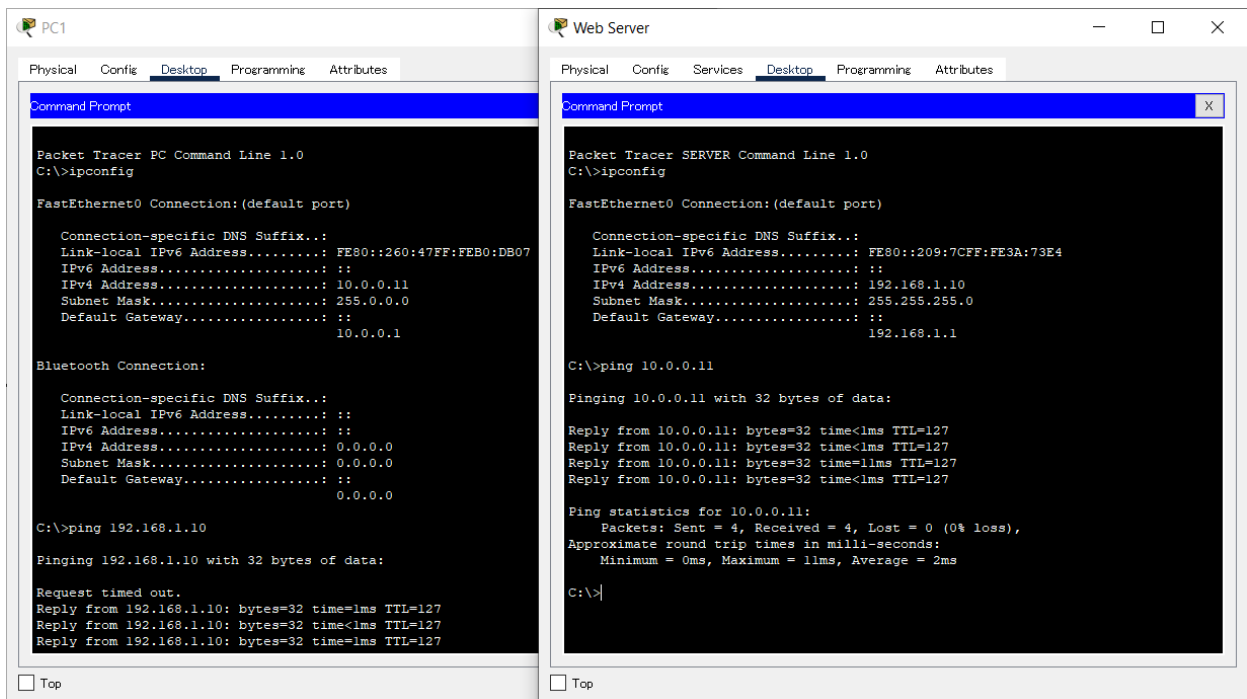 PC1
Physical Config Desktop Programming Attributes
Command Prompt
Packet Tracer PC Command Line 1.0
C:\>ipconfig
FastEthernet0 Connection:(default port)
Connection-specific DNS Suffix..:
Link-local IPv6 Address.........: FE80::260:47FF:FEB0:DB07
IPv6 Address....................: ::
IPv4 Address....................: 10.0.0.11
Subnet Mask.....................: 255.0.0.0
Default Gateway.................: ::
10.0.0.1
Bluetooth Connection:
Connection-specific DNS Suffix..:
Link-local IPv6 Address.........: ::
IPv6 Address....................: ::
IPv4 Address....................: 0.0.0.0
Subnet Mask.....................: 0.0.0.0
Default Gateway.................: ::
0.0.0.0
C:\>ping 192.168.1.10
Pinging 192.168.1.10 with 32 bytes of data:
Request timed out.
Reply from 192.168.1.10: bytes=32 time=1ms TTL=127
Reply from 192.168.1.10: bytes=32 time<1ms TTL=127
Reply from 192.168.1.10: bytes=32 time=1ms TTL=127
Top
Web Server
Physical Config Services Desktop Programming Attributes
Command Prompt
X
Packet Tracer SERVER Command Line 1.0
C:\>ipconfig
FastEthernet0 Connection:(default port)
Connection-specific DNS Suffix..:
Link-local IPv6 Address.........: FE80::209:7CFF:FE3A:73E4
IPv6 Address....................: ::
IPv4 Address....................: 192.168.1.10
Subnet Mask.....................: 255.255.255.0
Default Gateway.................: ::
192.168.1.1
C:\>ping 10.0.0.11
Pinging 10.0.0.11 with 32 bytes of data:
Reply from 10.0.0.11: bytes=32 time<1ms TTL=127
Reply from 10.0.0.11: bytes=32 time<1ms TTL=127
Reply from 10.0.0.11: bytes=32 time=11ms TTL=127
Reply from 10.0.0.11: bytes=32 time<1ms TTL=127
Ping statistics for 10.0.0.11:
Packets: Sent = 4, Received = 4, Lost = 0 (0% loss),
Approximate round trip times in milli-seconds:
Minimum = 0ms, Maximum = 11ms, Average = 2ms
C:\>
Top